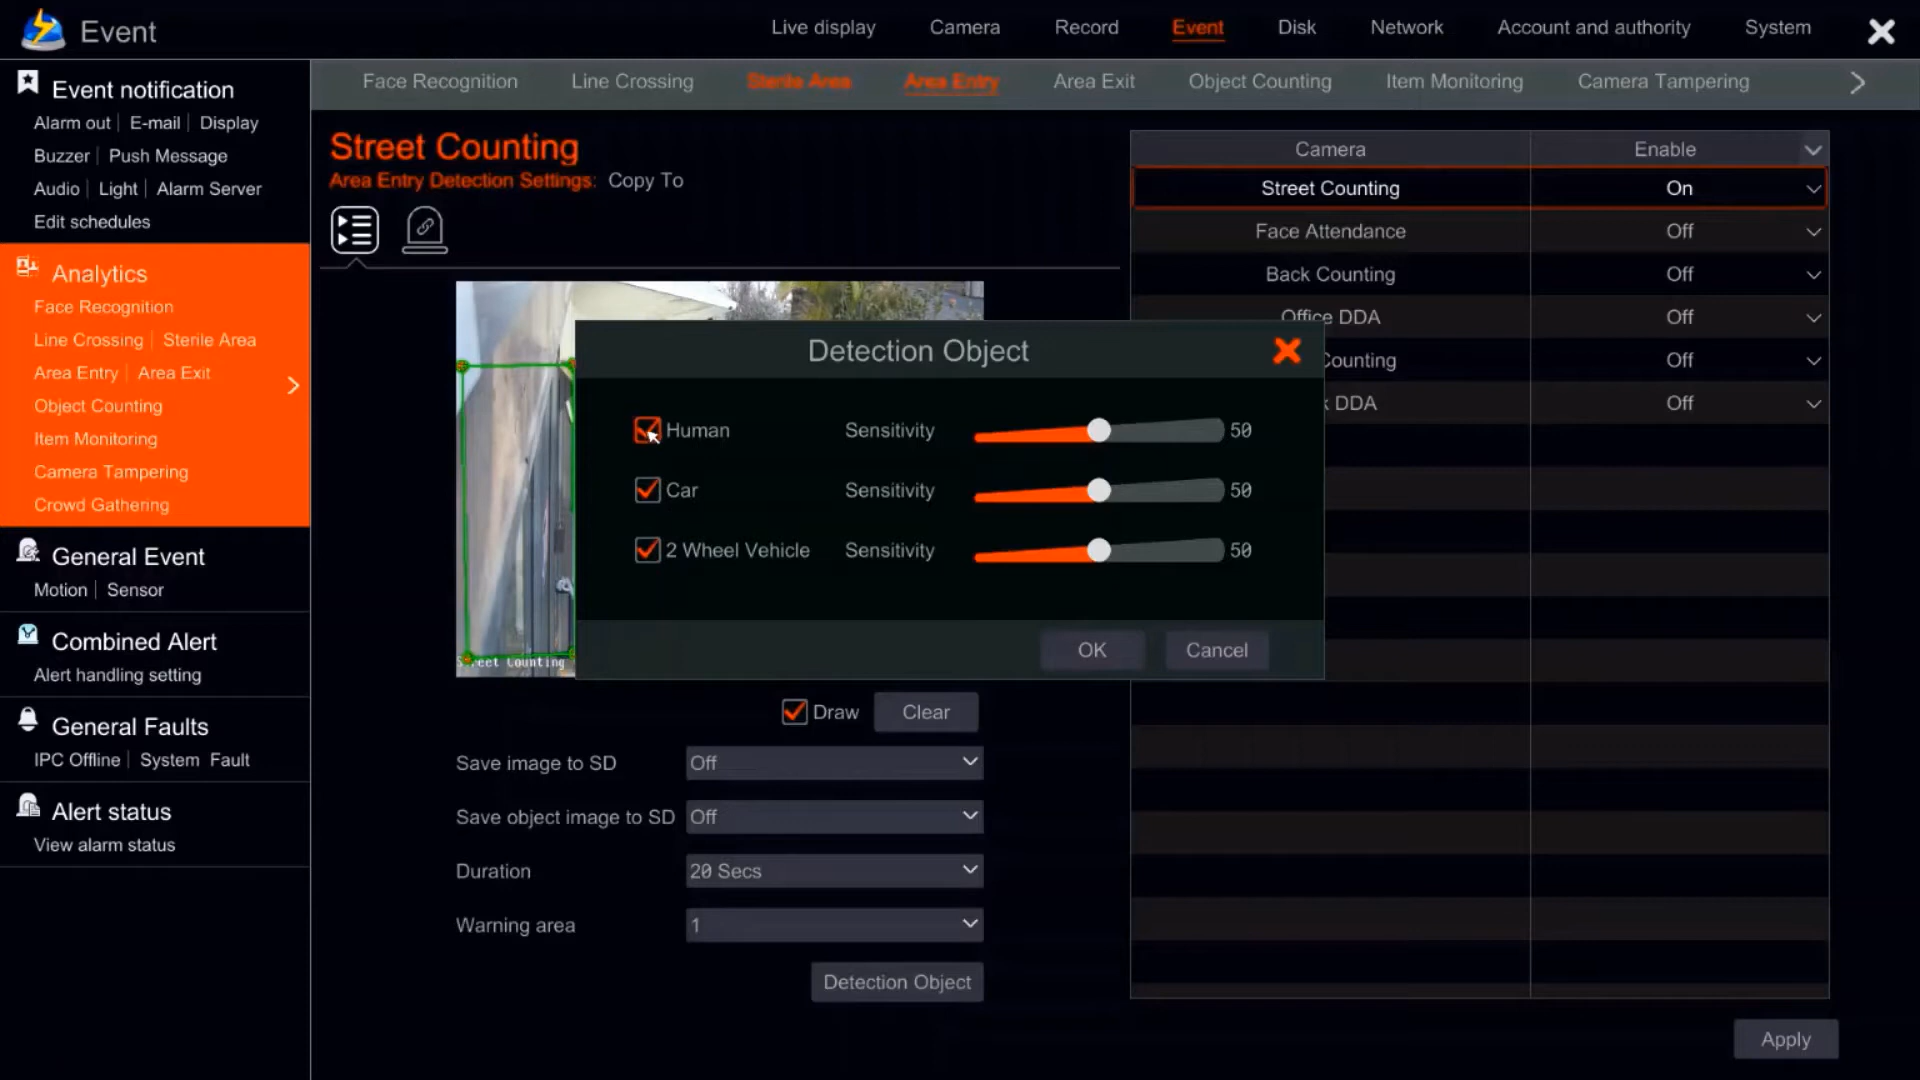 Event
Live display Camera Record Event Disk Network Account and authority System
Face Recognition Line Crossing Sterile Area Area Entry Area Exit Object Counting Item Monitoring Camera Tampering
Event notification
Alarm out | E-mail | Display
Buzzer | Push Message
Audio | Light | Alarm Server
Edit schedules
Analytics
Face Recognition
Line Crossing | Sterile Area
Area Entry | Area Exit
Object Counting
Item Monitoring
Camera Tampering
Crowd Gathering
General Event
Motion | Sensor
Combined Alert
Alert handling setting
General Faults
IPC Offline | System Fault
Alert status
View alarm status
Street Counting
Area Entry Detection Settings: Copy To
Street Counting
Detection Object
Human Sensitivity 50
Car Sensitivity 50
2 Wheel Vehicle Sensitivity 50
OK Cancel
Draw Clear
Save image to SD Off
Save object image to SD Off
Duration 20 Secs
Warning area 1
Detection Object
Camera Enable
Street Counting On
Face Attendance Off
Back Counting Off
Office DDA Off
Counting Off
DDA Off
Apply